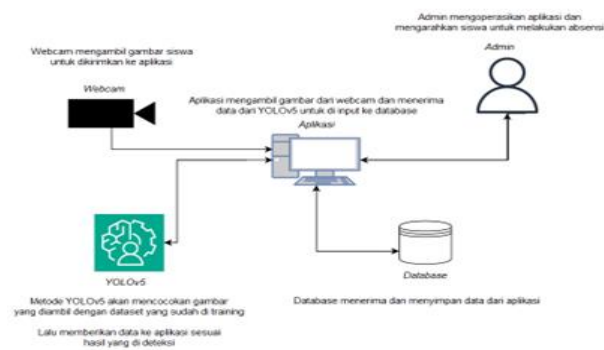 Admin mengoperasikan aplikasi dan
mengarahkan siswa untuk melakukan absensi
Admin
Webcam mengambil gambar siswa
untuk dikirimkan ke aplikasi
Webcam
Aplikasi mengambil gambar dari webcam dan menerima
data dari YOLOv5 untuk di input ke database
Aplikasi
YOLOv5
Metode YOLOv5 akan mencocokan gambar
yang diambil dengan dataset yang sudah di training
Lalu memberikan data ke aplikasi sesuai
hasil yang di deteksi
Database
Database menerima dan menyimpan data dari aplikasi